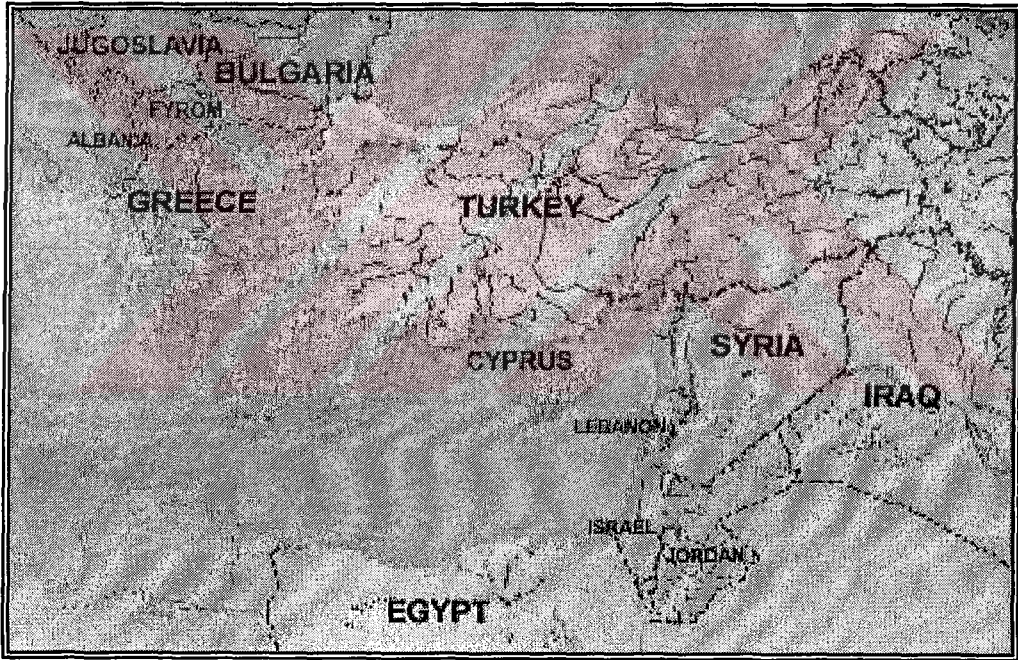 JUGOSLAVIA
BULGARIA
FYROM
ALBANIA
GREECE
TURKEY
CYPRUS
SYRIA
IRAQ
LEBANON
ISRAEL
JORDAN
EGYPT